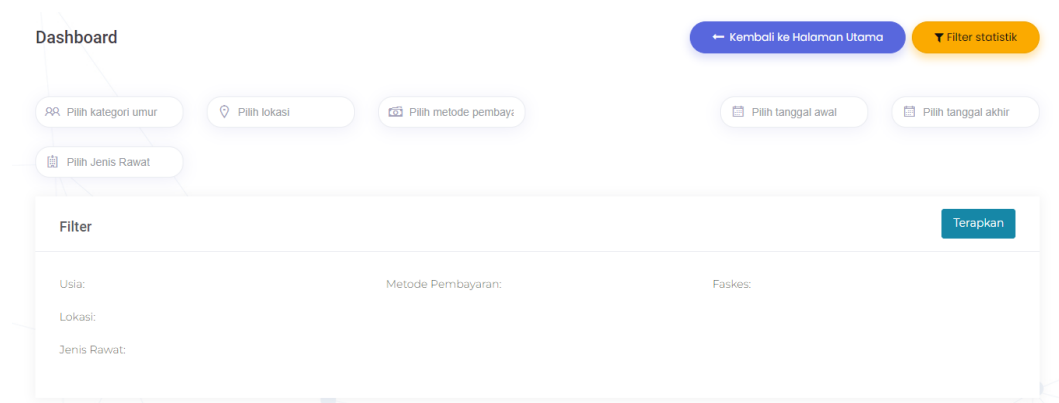 Dashboard
Kembali ke Halaman Utama
Filter statistik
Pilih kategori umur
Pilih lokasi
Pilih metode pembaya
Pilih tanggal awal
Pilih tanggal akhir
Pilih Jenis Rawat
Filter
Terapkan
Usia:
Metode Pembayaran:
Faskes:
Lokasi:
Jenis Rawat: